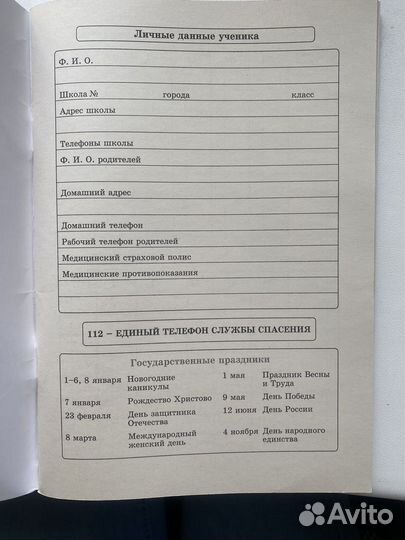 Личные данные ученика
Ф. И. О.
Школа № города класс
Адрес школы
Телефоны школы
Ф. И. О. родителей
Домашний адрес
Домашний телефон
Рабочий телефон родителей
Медицинский страховой полис
Медицинские противопоказания
112 – ЕДИНЫЙ ТЕЛЕФОН СЛУЖБЫ СПАСЕНИЯ
Государственные праздники
1–6, 8 января Новогодние
каникулы
7 января Рождество Христово
23 февраля День защитника
Отечества
8 марта Международный
женский день
1 мая Праздник Весны
и Труда
9 мая День Победы
12 июня День России
4 ноября День народного
единства
Avito